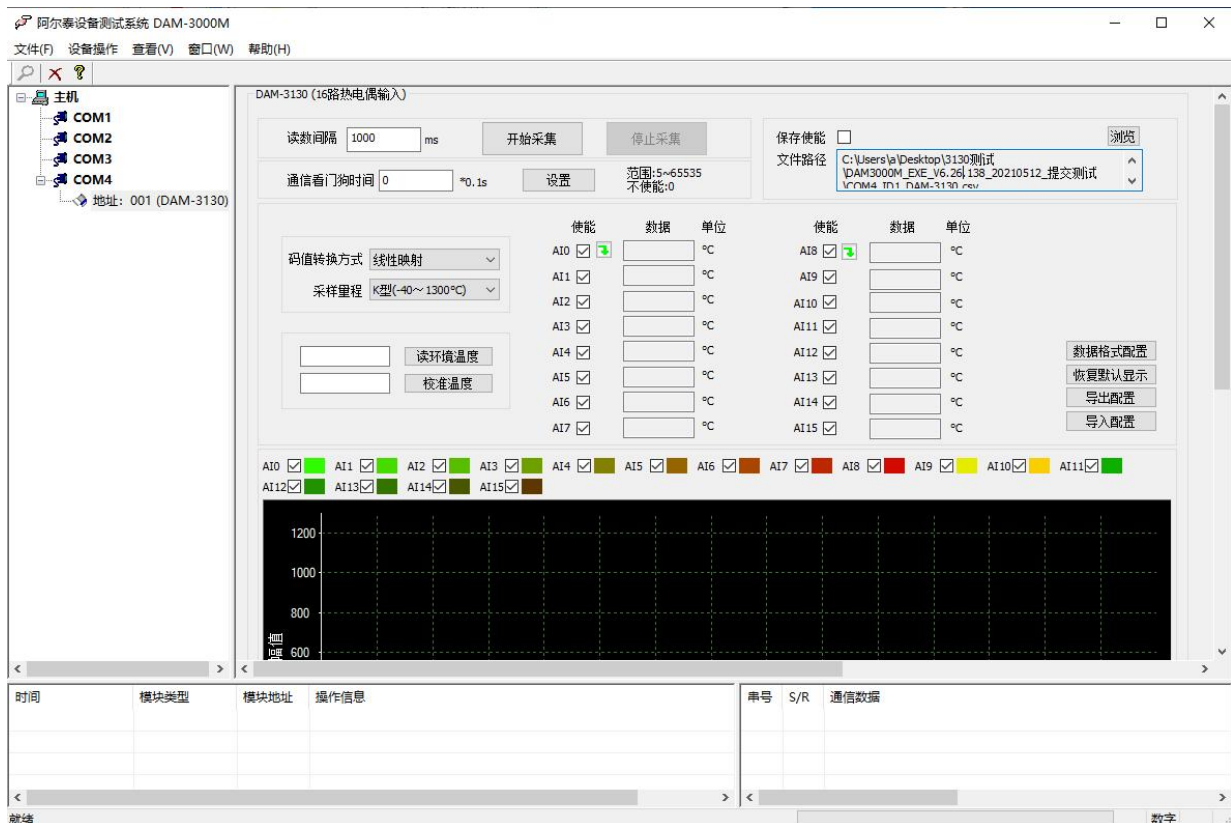 阿尔泰设备测试系统 DAM-3000M
文件(F) 设备操作 查看(V) 窗口(W) 帮助(H)
主机
COM1
COM2
COM3
COM4
地址：001 (DAM-3130)
DAM-3130 (16路热电偶输入)
读数间隔 1000 ms 开始采集 停止采集
通信看门狗时间 0 *0.1s 设置 范围:5~65535
不使能:0
保存使能 浏览
文件路径 C:\Users\a\Desktop\3130测试
\DAM3000M_EXE_V6.26.138_20210512_提交测试
\COM4_ID1_DAM-3130.csv
码值转换方式 线性映射
采样量程 K型(-40～1300°C)
读环境温度
校准温度
使能 数据 单位 使能 数据 单位
AI0 °C AI8 °C
AI1 °C AI9 °C
AI2 °C AI10 °C
AI3 °C AI11 °C
AI4 °C AI12 °C
AI5 °C AI13 °C
AI6 °C AI14 °C
AI7 °C AI15 °C
数据格式配置
恢复默认显示
导出配置
导入配置
AI0 AI1 AI2 AI3 AI4 AI5 AI6 AI7 AI8 AI9 AI10 AI11
AI12 AI13 AI14 AI15
1200
1000
800
600
幅值
时间 模块类型 模块地址 操作信息
串号 S/R 通信数据
就绪 数字